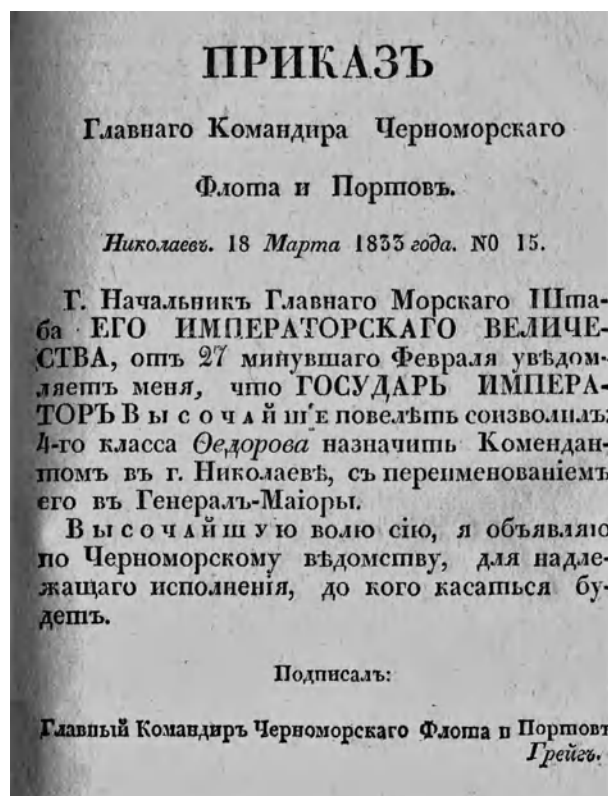 ПРИКАЗЪ
Главнаго Командира Черноморскаго
Флота и Портовъ.
Николаевъ. 18 Марта 1833 года. NO 15.
Г. Начальникъ Главнаго Морскаго Шта-
ба ЕГО ИМПЕРАТОРСКАГО ВЕЛИЧЕ-
СТВА, отъ 27 минувшаго Февраля увѣдом-
ляетъ меня, что ГОСУДАРЬ ИМПЕРА-
ТОРЪ Высочайше повелѣть соизволилъ:
4-го класса Ѳедорова назначить Комендан-
томъ въ г. Николаевѣ, съ переименованіемъ
его въ Генералъ-Маіоры.
Высочайшую волю сію, я объявляю
по Черноморскому вѣдомству, для надле-
жащаго исполненія, до кого касаться бу-
детъ.
Подписалъ:
Главный Командиръ Черноморскаго Флота и Портовъ
Грейгъ.